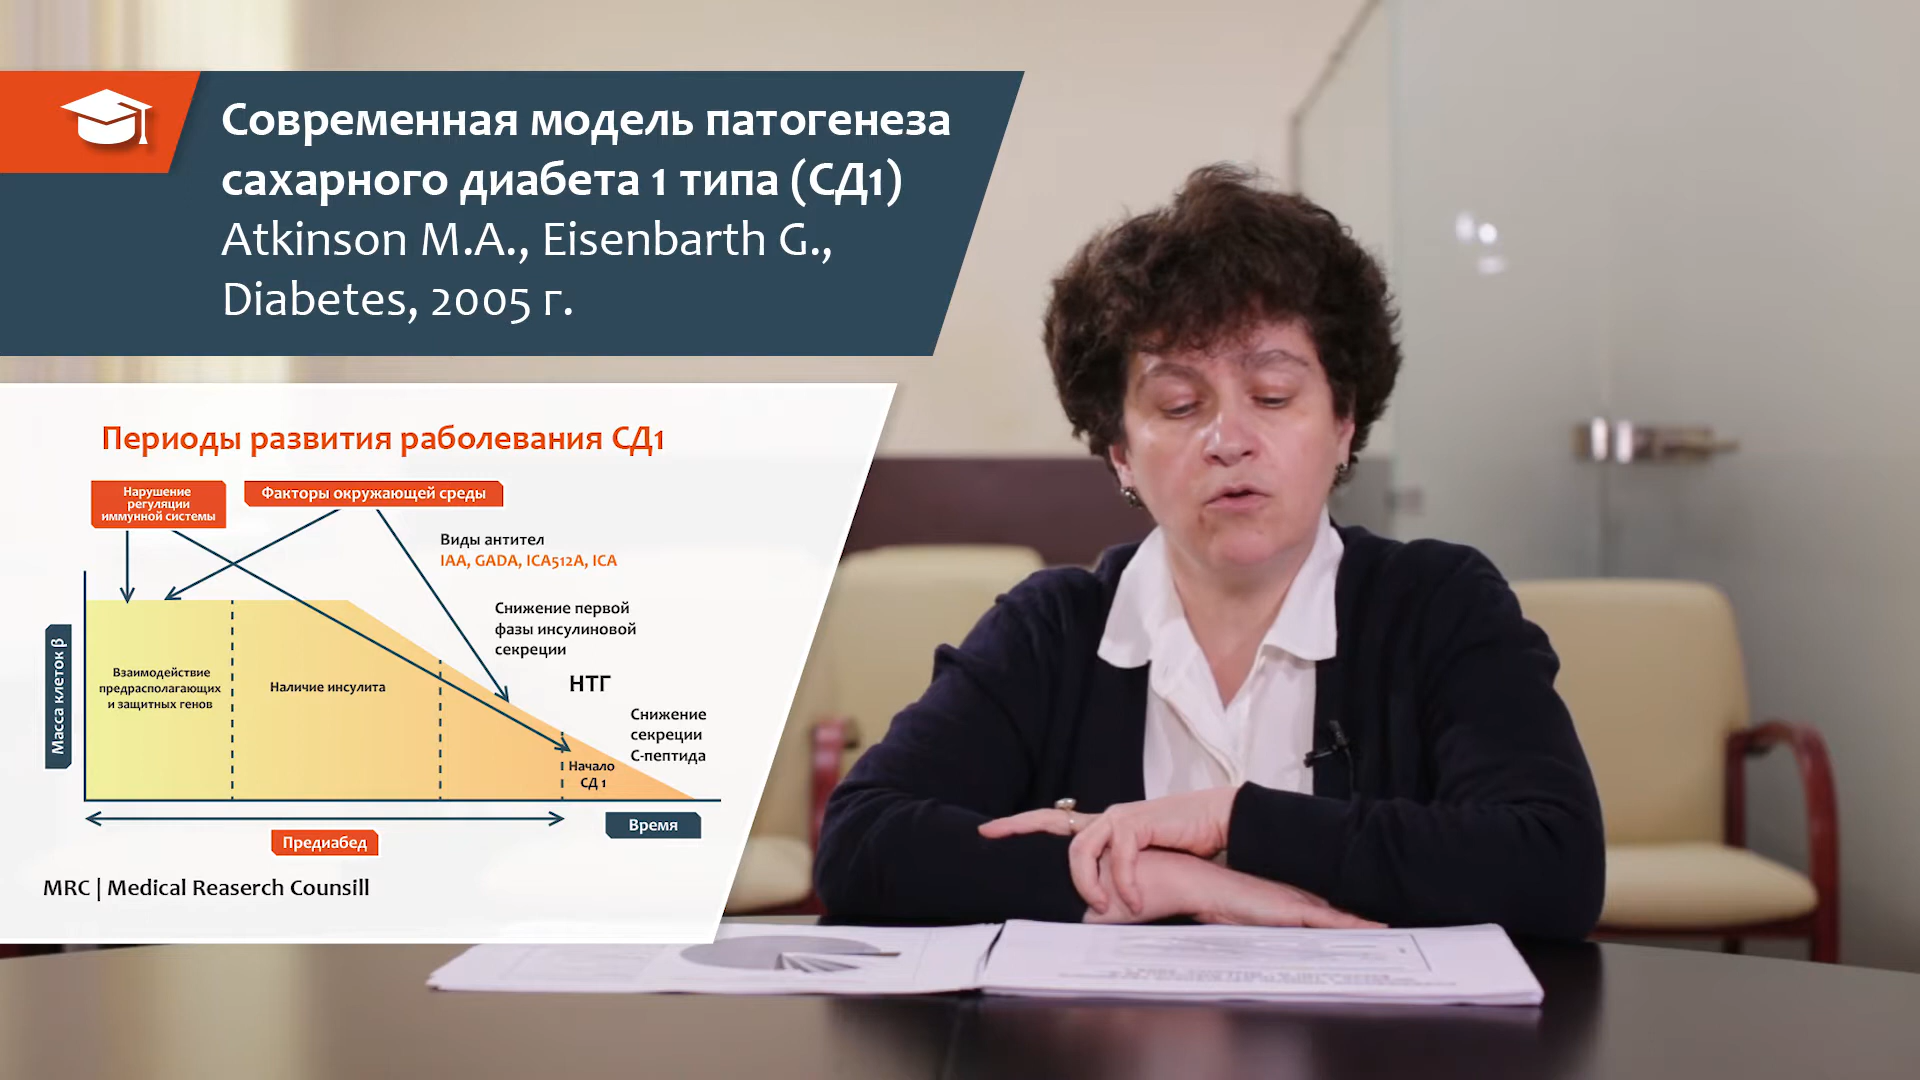 Современная модель патогенеза
сахарного диабета 1 типа (СД1)
Atkinson M.A., Eisenbarth G.,
Diabetes, 2005 г.
Периоды развития раболевания СД1
Нарушение
регуляции
иммунной системы
Факторы окружающей среды
Виды антител
IAA, GADA, ICA512A, ICA
Снижение первой
фазы инсулиновой
секреции
НТГ
Снижение
секреции
С-пептида
Масса клеток β
Взаимодействие
предрасполагающих
и защитных генов
Наличие инсулита
Начало
СД 1
Время
Предиабед
MRC | Medical Reaserch Counsill